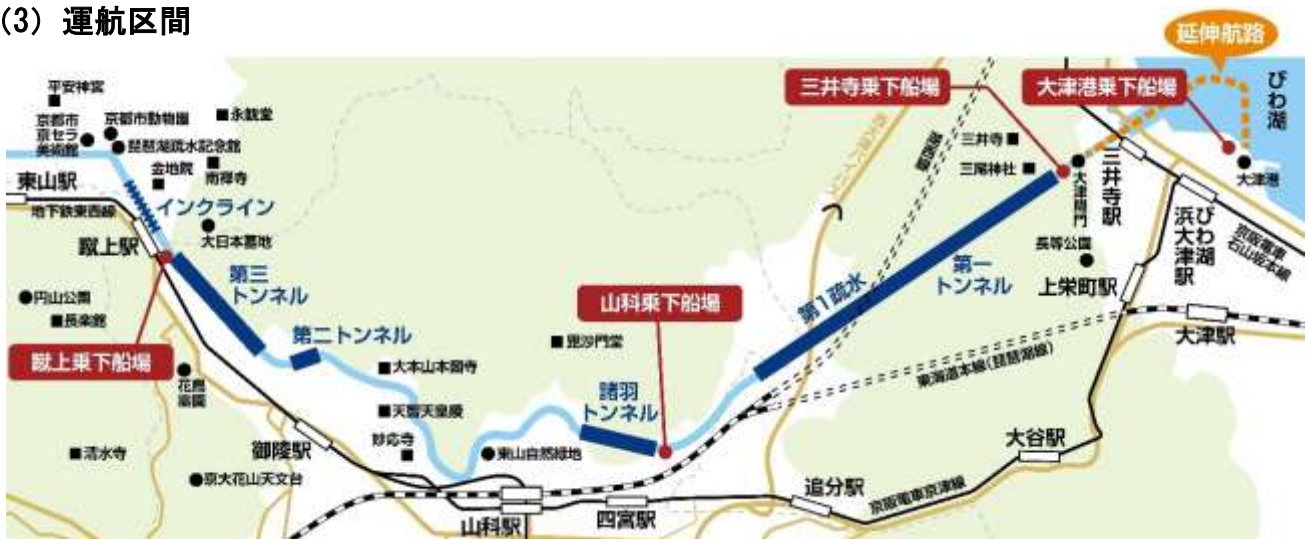 (3) 運航区間
延伸航路
三井寺乗下船場
大津港乗下船場
びわ湖
平安神宮
京都市
京セラ
美術館
京都市動物園
琵琶湖疏水記念館
永観堂
金地院
南禅寺
東山駅
地下鉄東西線
インクライン
大日本墓地
蹴上駅
三井寺
三尾神社
大津閘門
三井寺駅
大津港
びわ湖
浜大津駅
京阪電車
石山坂本線
湖西線
長等公園
上栄町駅
第一
トンネル
第1疏水
円山公園
長楽館
蹴上乗下船場
第三
トンネル
第二トンネル
山科乗下船場
毘沙門堂
大本山本圀寺
諸羽
トンネル
天智天皇陵
妙応寺
東山自然緑地
東海道本線(琵琶湖線)
大津駅
花鳥
楽園
清水寺
京大花山天文台
御陵駅
山科駅
四宮駅
追分駅
大谷駅
京阪電車京津線